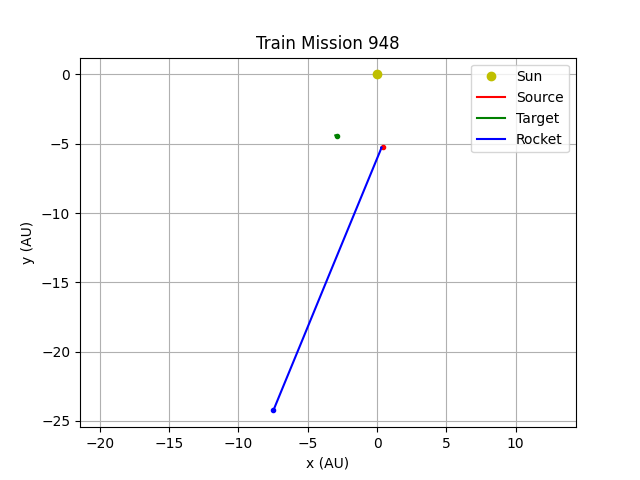 Train Mission 948
Sun
Source
Target
Rocket
0
−5
−10
−15
−20
−25
y (AU)
−20 −15 −10 −5 0 5 10
x (AU)